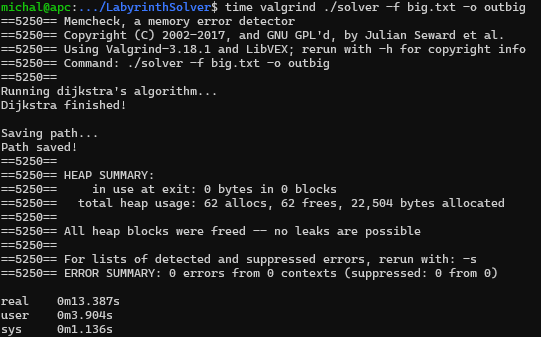 michal@apc:.../LabyrinthSolver$ time valgrind ./solver -f big.txt -o outbig
==5250== Memcheck, a memory error detector
==5250== Copyright (C) 2002-2017, and GNU GPL'd, by Julian Seward et al.
==5250== Using Valgrind-3.18.1 and LibVEX; rerun with -h for copyright info
==5250== Command: ./solver -f big.txt -o outbig
==5250==
Running dijkstra's algorithm...
Dijkstra finished!

Saving path...
Path saved!
==5250==
==5250== HEAP SUMMARY:
==5250==     in use at exit: 0 bytes in 0 blocks
==5250==   total heap usage: 62 allocs, 62 frees, 22,504 bytes allocated
==5250==
==5250== All heap blocks were freed -- no leaks are possible
==5250==
==5250== For lists of detected and suppressed errors, rerun with: -s
==5250== ERROR SUMMARY: 0 errors from 0 contexts (suppressed: 0 from 0)

real    0m13.387s
user    0m3.904s
sys     0m1.136s